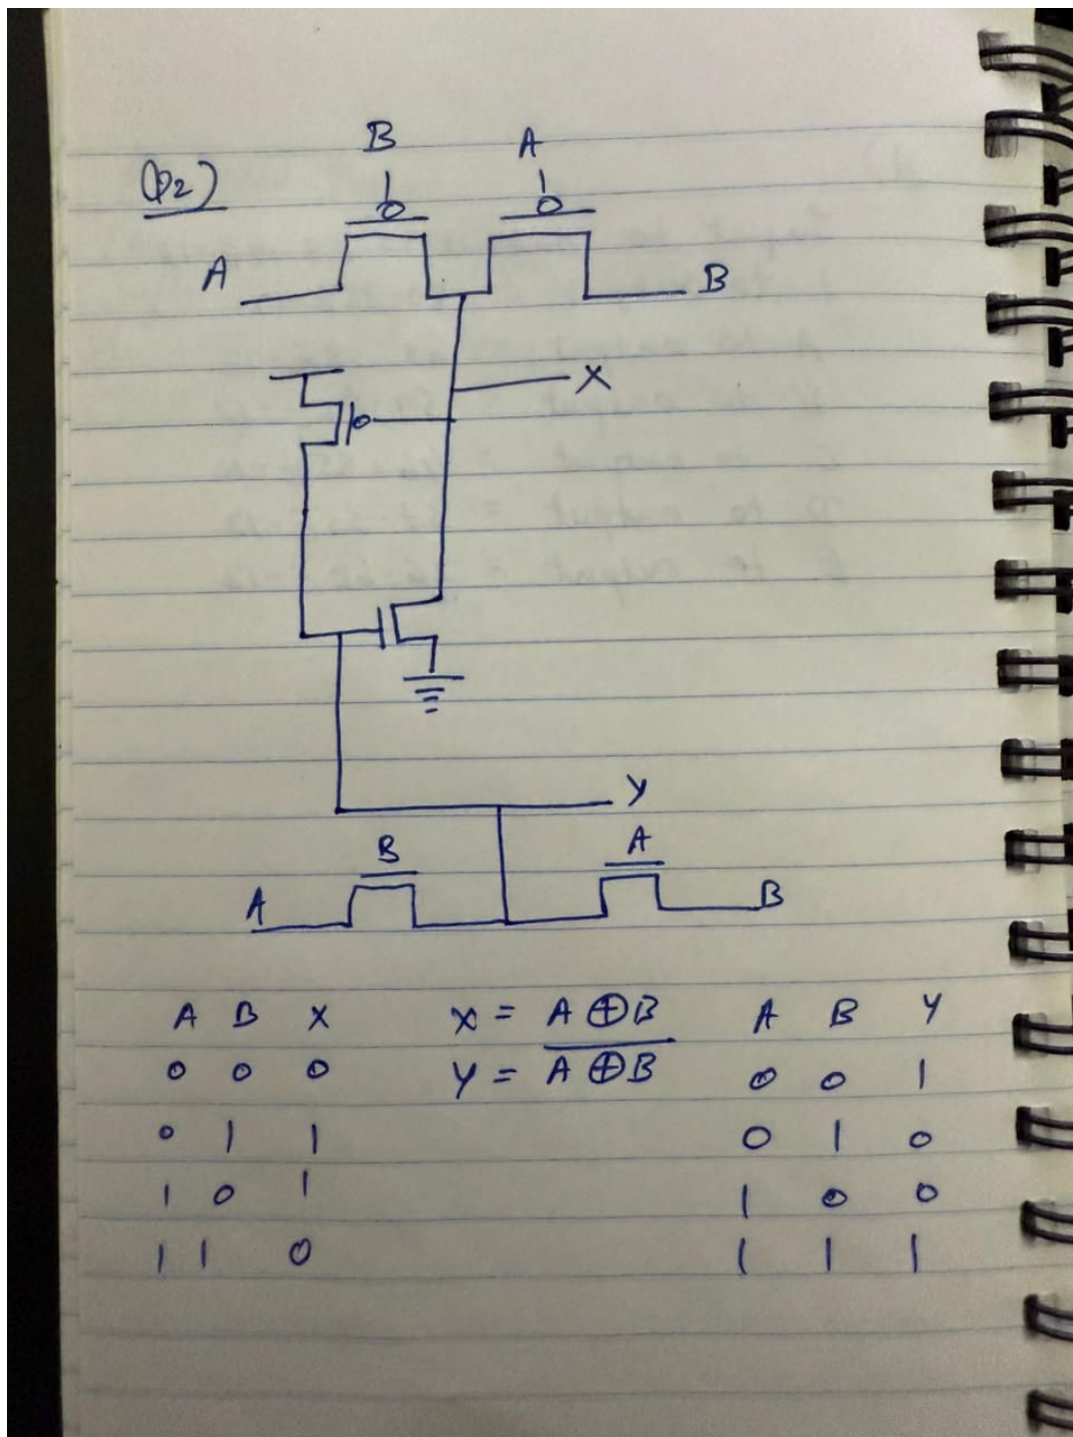 Q2)
B A
A B
X
Y
B A
A B
A B X X = A ⊕ B A B Y
0 0 0 Y = \overline{A ⊕ B} 0 0 1
0 1 1 0 1 0
1 0 1 1 0 0
1 1 0 1 1 1